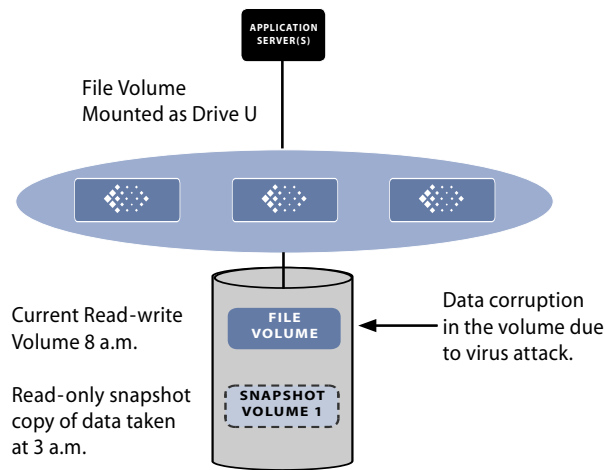 APPLICATION
SERVER(S)
File Volume
Mounted as Drive U
Current Read-write
Volume 8 a.m.
FILE
VOLUME
Data corruption
in the volume due
to virus attack.
Read-only snapshot
copy of data taken
at 3 a.m.
SNAPSHOT
VOLUME 1